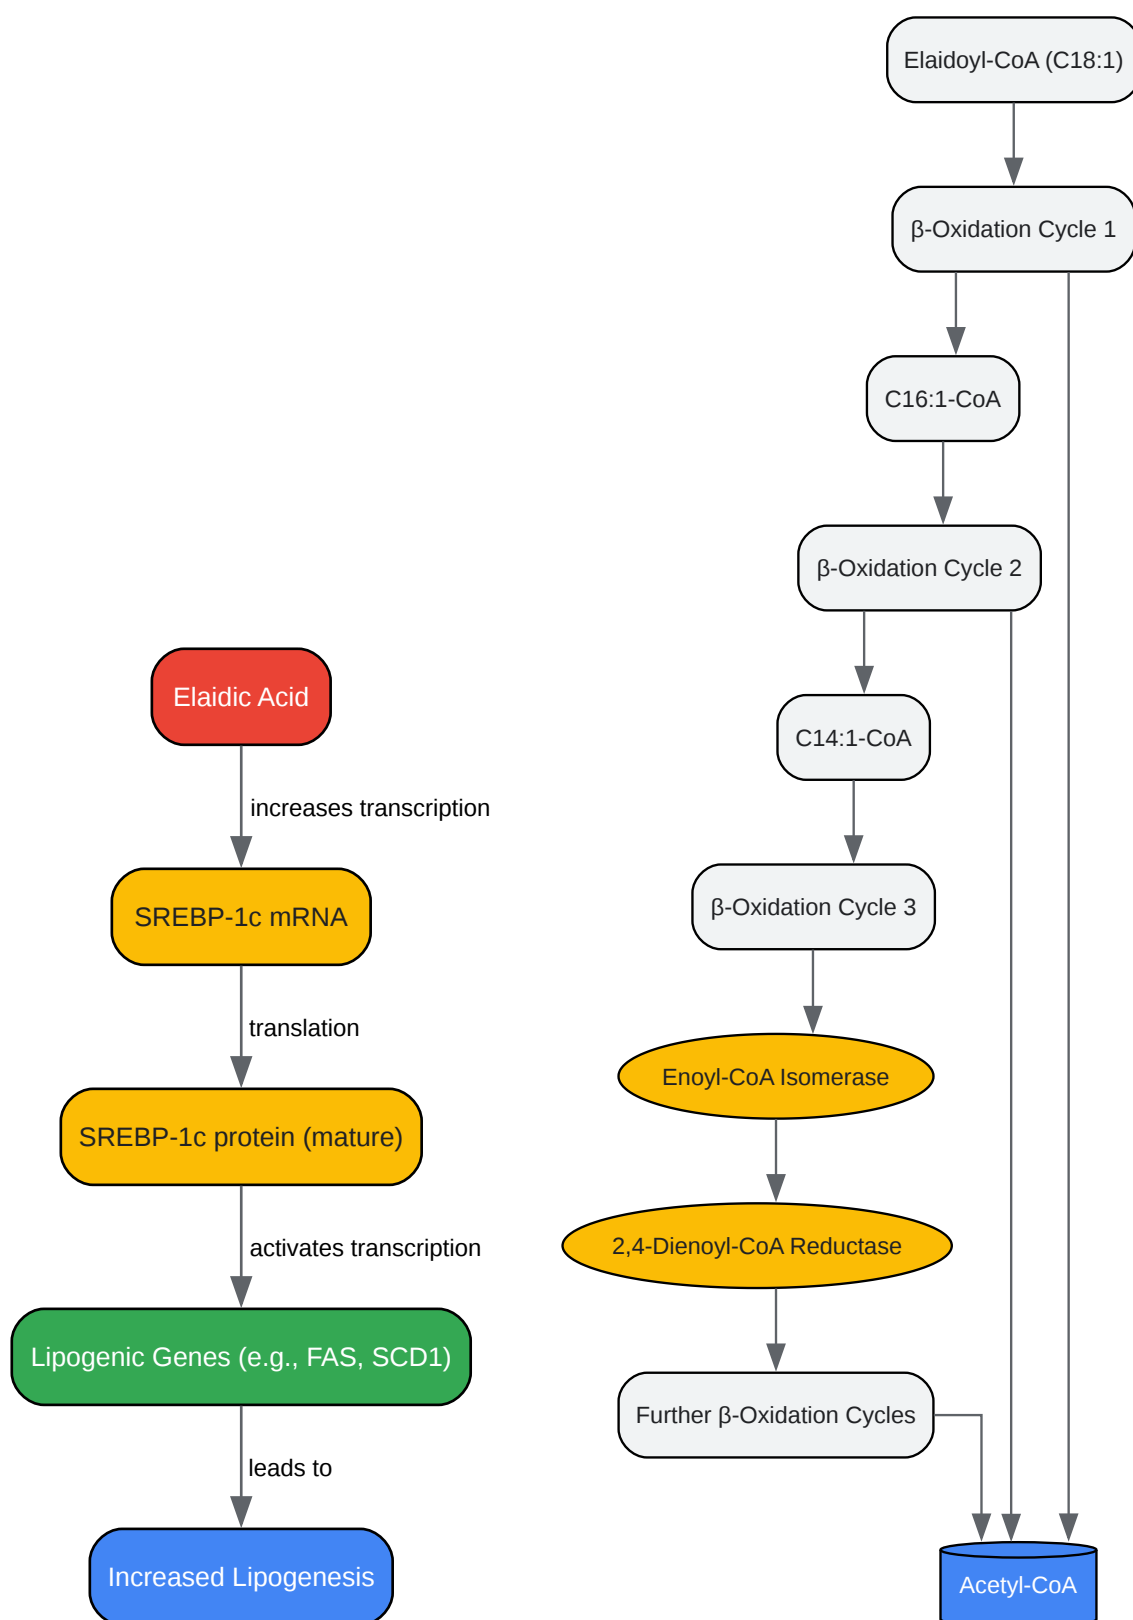 Elaidic Acid
increases transcription
SREBP-1c mRNA
translation
SREBP-1c protein (mature)
activates transcription
Lipogenic Genes (e.g., FAS, SCD1)
leads to
Increased Lipogenesis
Elaidoyl-CoA (C18:1)
β-Oxidation Cycle 1
C16:1-CoA
β-Oxidation Cycle 2
C14:1-CoA
β-Oxidation Cycle 3
Enoyl-CoA Isomerase
2,4-Dienoyl-CoA Reductase
Further β-Oxidation Cycles
Acetyl-CoA